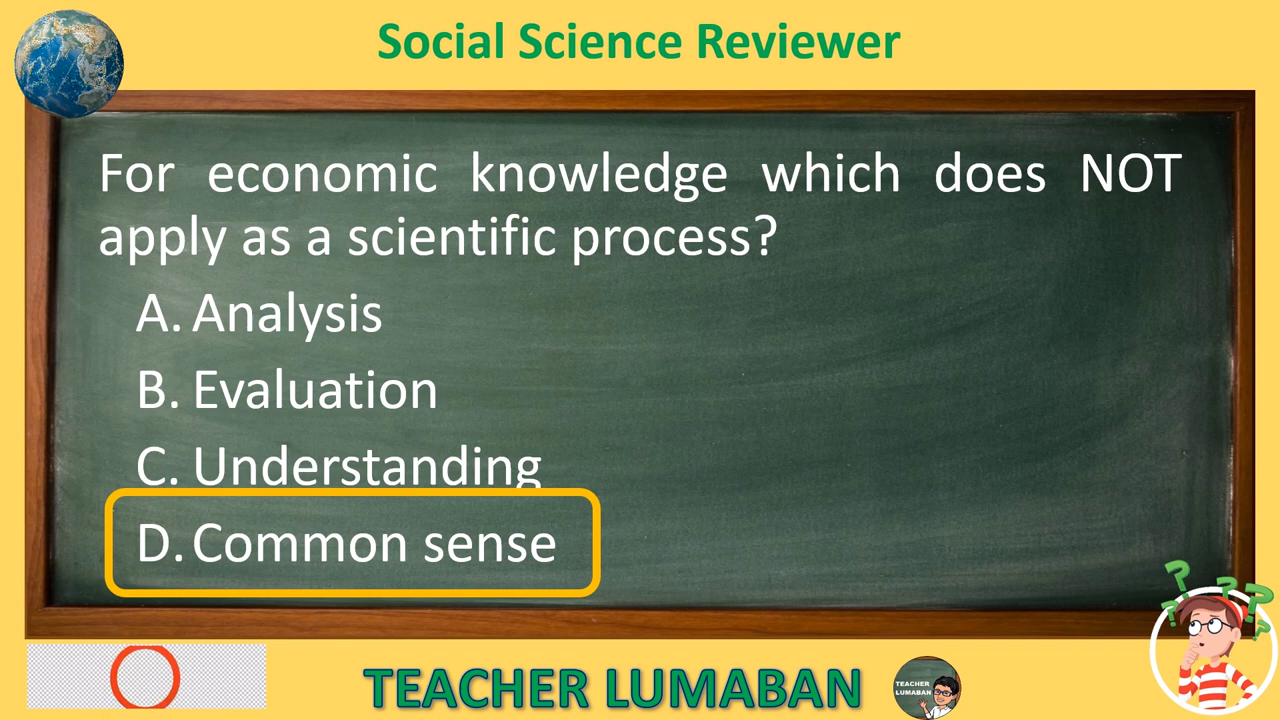 Social Science Reviewer
For economic knowledge which does NOT
apply as a scientific process?
A. Analysis
B. Evaluation
C. Understanding
D. Common sense
TEACHER LUMABAN
TEACHER
LUMABAN